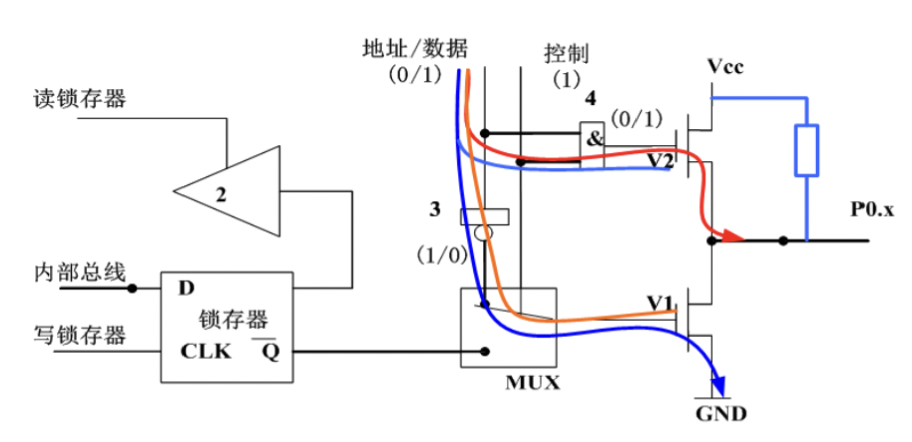 地址/数据
(0/1)
控制
(1)
Vcc
读锁存器
4
(0/1)
&
2
V2
3
P0.x
(1/0)
内部总线
D
锁存器
V1
写锁存器
CLK
Q̅
MUX
GND